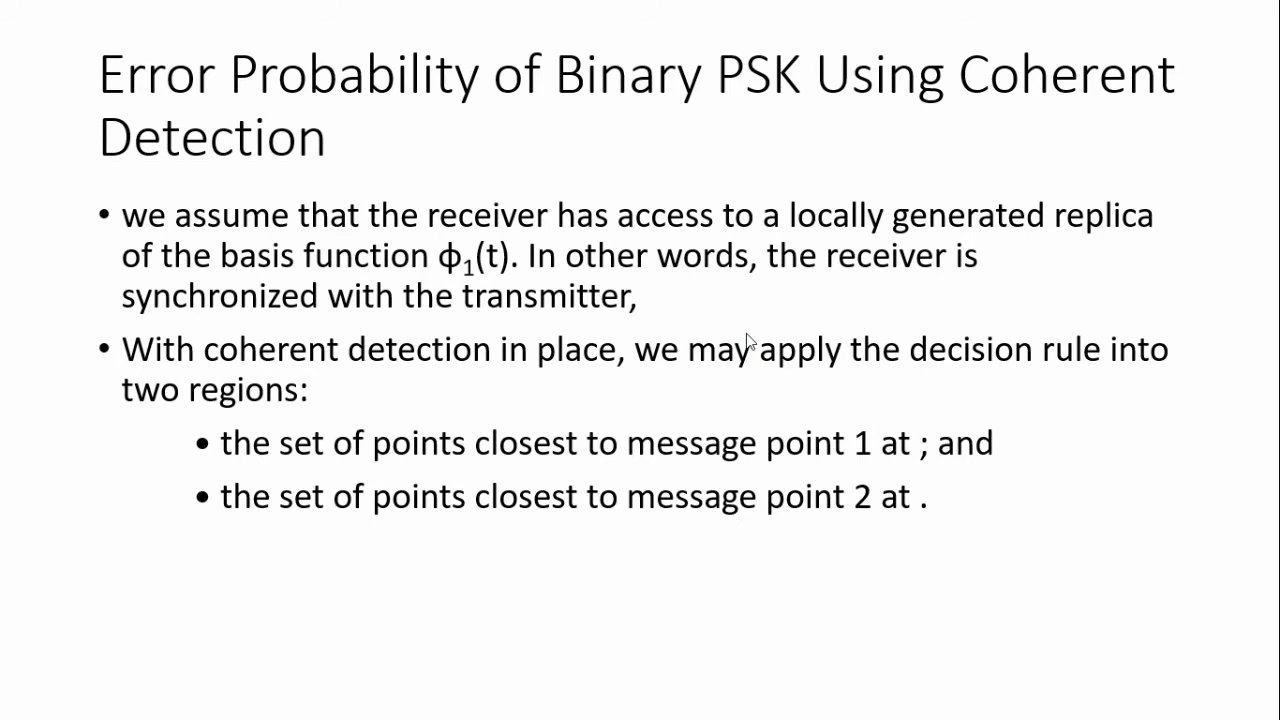 Error Probability of Binary PSK Using Coherent
Detection
• we assume that the receiver has access to a locally generated replica
of the basis function ϕ₁(t). In other words, the receiver is
synchronized with the transmitter,
• With coherent detection in place, we may apply the decision rule into
two regions:
• the set of points closest to message point 1 at ; and
• the set of points closest to message point 2 at .